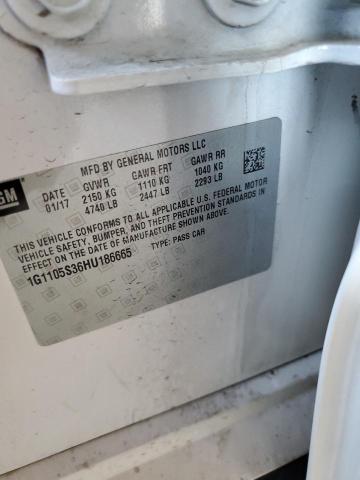 GM
MFD BY GENERAL MOTORS LLC
DATE GVWR GAWR FRT GAWR RR
01/17 2150 KG 1110 KG 1040 KG
4740 LB 2447 LB 2293 LB
THIS VEHICLE CONFORMS TO ALL APPLICABLE U.S. FEDERAL MOTOR
VEHICLE SAFETY, BUMPER, AND THEFT PREVENTION STANDARDS IN
EFFECT ON THE DATE OF MANUFACTURE SHOWN ABOVE.
1G1105S36HU186665 TYPE: PASS CAR